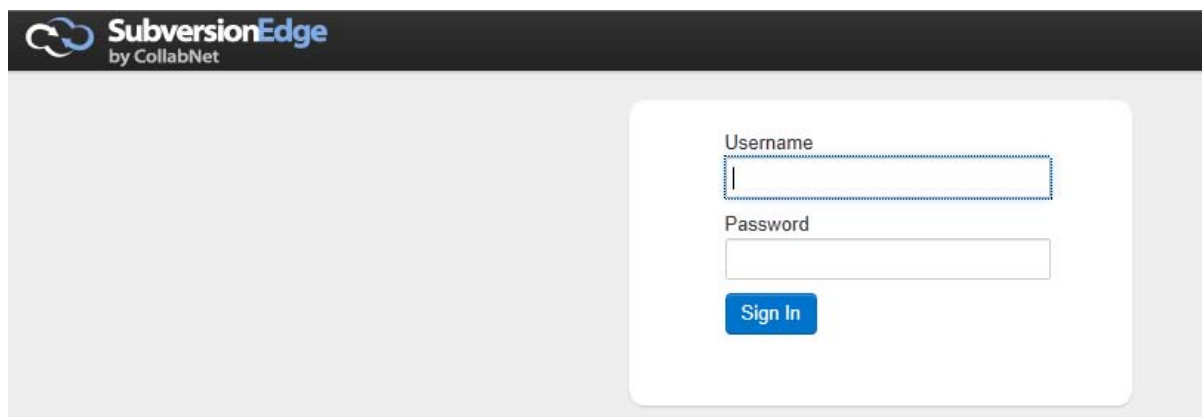 SubversionEdge
by CollabNet
Username
Password
Sign In